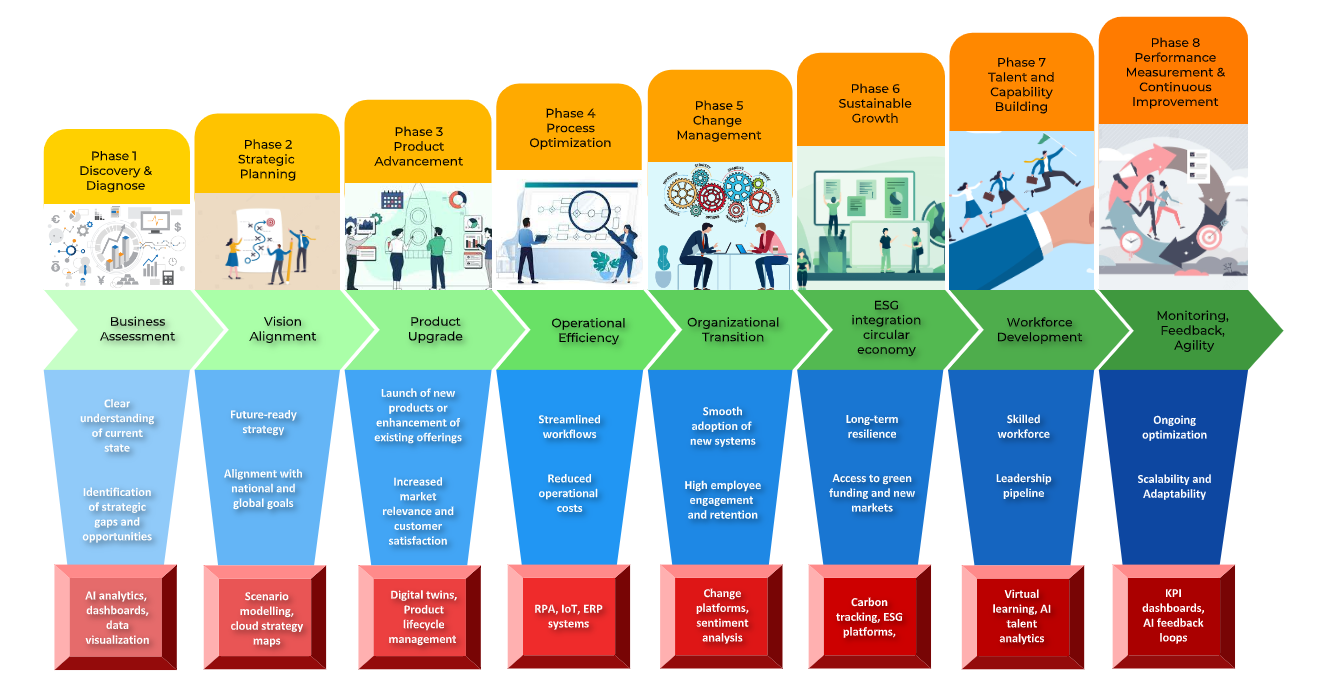 Phase 1
Discovery &
Diagnose
Phase 2
Strategic
Planning
Phase 3
Product
Advancement
Phase 4
Process
Optimization
Phase 5
Change
Management
Phase 6
Sustainable
Growth
Phase 7
Talent and
Capability
Building
Phase 8
Performance
Measurement &
Continuous
Improvement
Business
Assessment
Vision
Alignment
Product
Upgrade
Operational
Efficiency
Organizational
Transition
ESG
integration
circular
economy
Workforce
Development
Monitoring,
Feedback,
Agility
Clear
understanding
of current
state
Identification
of strategic
gaps and
opportunities
Future-ready
strategy
Alignment with
national and
global goals
Launch of new
products or
enhancement of
existing offerings
Increased
market
relevance and
customer
satisfaction
Streamlined
workflows
Reduced
operational
costs
Smooth
adoption of
new systems
High employee
engagement
and retention
Long-term
resilience
Access to green
funding and new
markets
Skilled
workforce
Leadership
pipeline
Ongoing
optimization
Scalability and
Adaptability
AI analytics,
dashboards,
data
visualization
Scenario
modelling,
cloud strategy
maps
Digital twins,
Product
lifecycle
management
RPA, IoT, ERP
systems
Change
platforms,
sentiment
analysis
Carbon
tracking, ESG
platforms,
Virtual
learning, AI
talent
analytics
KPI
dashboards,
AI feedback
loops